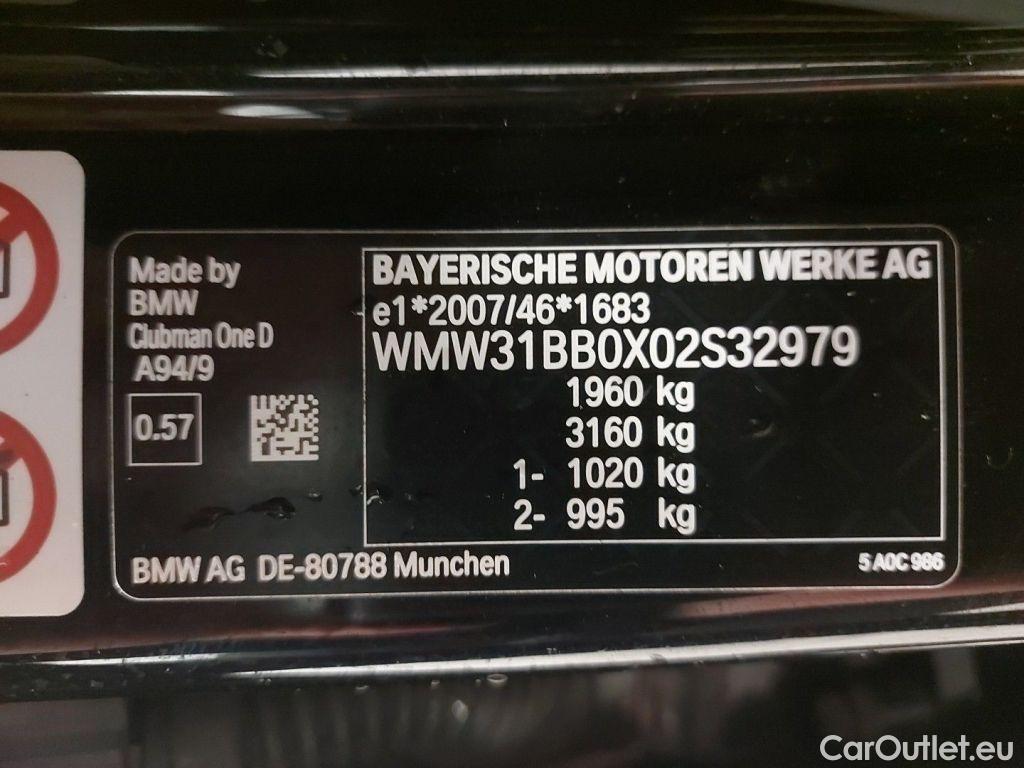 Made by
BMW
Clubman One D
A94/9
0.57
BAYERISCHE MOTOREN WERKE AG
e1*2007/46*1683
WMW31BB0X02S32979
1960 kg
3160 kg
1- 1020 kg
2- 995 kg
BMW AG DE-80788 Munchen
5 A0C 986
CarOutlet.eu